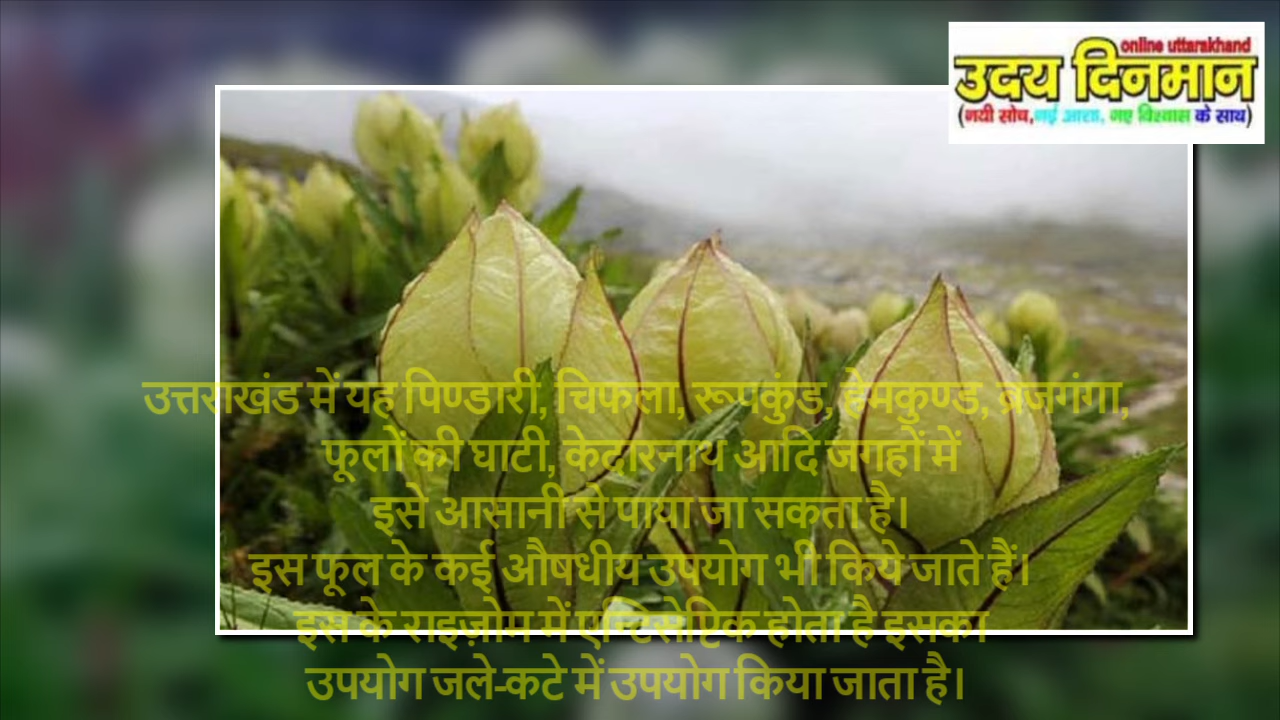 online uttarakhand
उदय दिनमान
(नयी सोच, नई आशा, नए विश्वास के साथ)
उत्तराखंड में यह पिण्डारी, चिफला, रूपकुंड, हेमकुण्ड, व्रजगंगा,
फूलों की घाटी, केदारनाथ आदि जगहों में
इसे आसानी से पाया जा सकता है।
इस फूल के कई औषधीय उपयोग भी किये जाते हैं।
इस के राइज़ोम में एन्टिसेप्टिक होता है इसका
उपयोग जले-कटे में उपयोग किया जाता है।